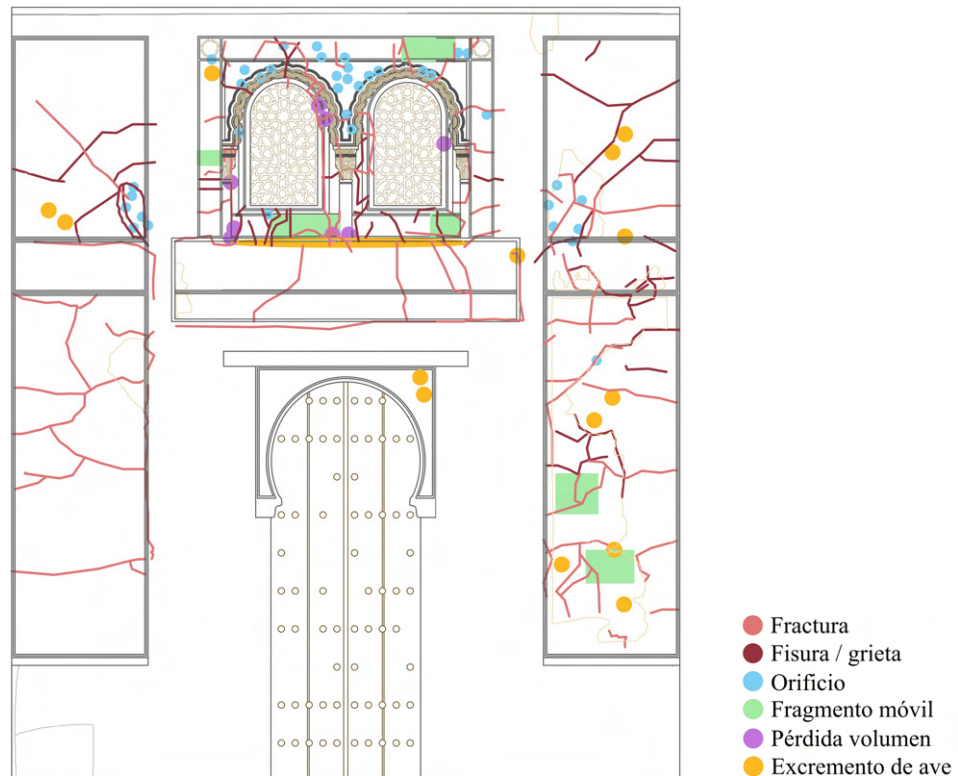 Fractura
Fisura / grieta
Orificio
Fragmento móvil
Pérdida volumen
Excremento de ave